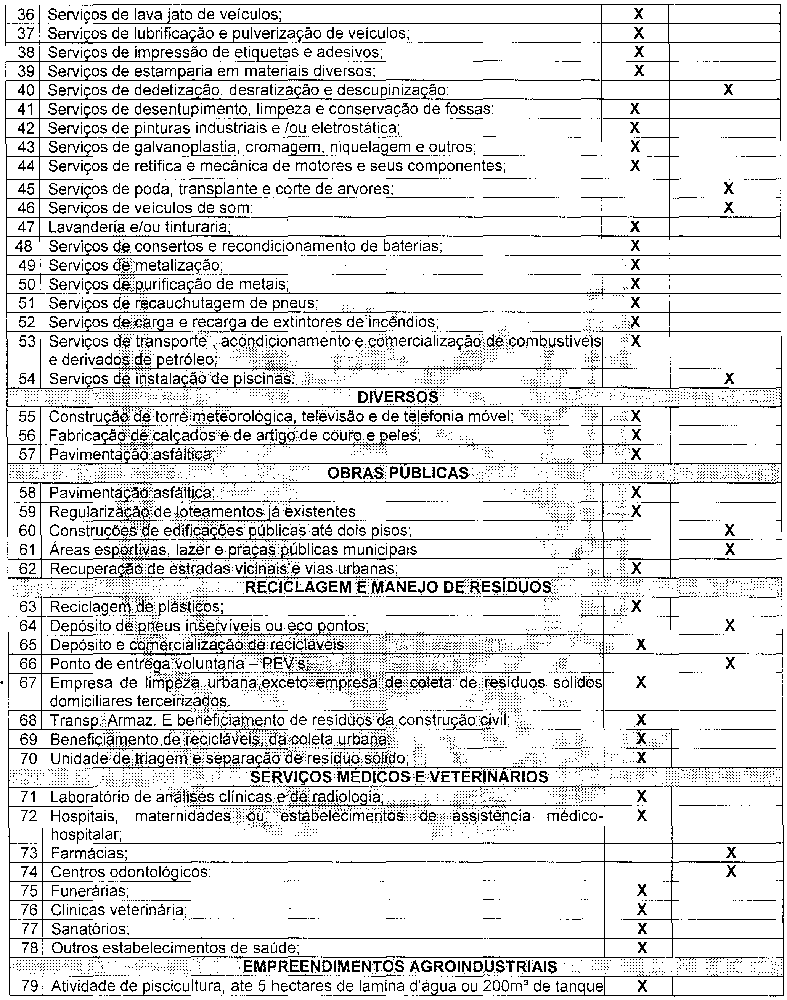 36 Serviços de lava jato de veículos; X
37 Serviços de lubrificação e pulverização de veículos; X
38 Serviços de impressão de etiquetas e adesivos; X
39 Serviços de estamparia em materiais diversos; X
40 Serviços de dedetização, desratização e descupinização; X
41 Serviços de desentupimento, limpeza e conservação de fossas; X
42 Serviços de pinturas industriais e /ou eletrostática; X
43 Serviços de galvanoplastia, cromagem, niquelagem e outros; X
44 Serviços de retífica e mecânica de motores e seus componentes; X
45 Serviços de poda, transplante e corte de arvores; X
46 Serviços de veículos de som; X
47 Lavanderia e/ou tinturaria; X
48 Serviços de consertos e recondicionamento de baterias; X
49 Serviços de metalização; X
50 Serviços de purificação de metais; X
51 Serviços de recauchutagem de pneus; X
52 Serviços de carga e recarga de extintores de incêndios; X
53 Serviços de transporte , acondicionamento e comercialização de combustíveis X
e derivados de petróleo;
54 Serviços de instalação de piscinas. X
DIVERSOS
55 Construção de torre meteorológica, televisão e de telefonia móvel; X
56 Fabricação de calçados e de artigo de couro e peles; X
57 Pavimentação asfáltica; X
OBRAS PÚBLICAS
58 Pavimentação asfáltica; X
59 Regularização de loteamentos já existentes X
60 Construções de edificações públicas até dois pisos; X
61 Áreas esportivas, lazer e praças públicas municipais X
62 Recuperação de estradas vicinais e vias urbanas; X
RECICLAGEM E MANEJO DE RESÍDUOS
63 Reciclagem de plásticos; X
64 Depósito de pneus inservíveis ou eco pontos; X
65 Depósito e comercialização de recicláveis X
66 Ponto de entrega voluntaria – PEV's; X
67 Empresa de limpeza urbana,exceto empresa de coleta de resíduos sólidos X
domiciliares terceirizados.
68 Transp. Armaz. E beneficiamento de resíduos da construção civil; X
69 Beneficiamento de recicláveis, da coleta urbana; X
70 Unidade de triagem e separação de resíduo sólido; X
SERVIÇOS MÉDICOS E VETERINÁRIOS
71 Laboratório de análises clínicas e de radiologia; X
72 Hospitais, maternidades ou estabelecimentos de assistência médico- X
hospitalar;
73 Farmácias; X
74 Centros odontológicos; X
75 Funerárias; X
76 Clinicas veterinária; X
77 Sanatórios; X
78 Outros estabelecimentos de saúde; X
EMPREENDIMENTOS AGROINDUSTRIAIS
79 Atividade de piscicultura, ate 5 hectares de lamina d'água ou 200m³ de tanque X